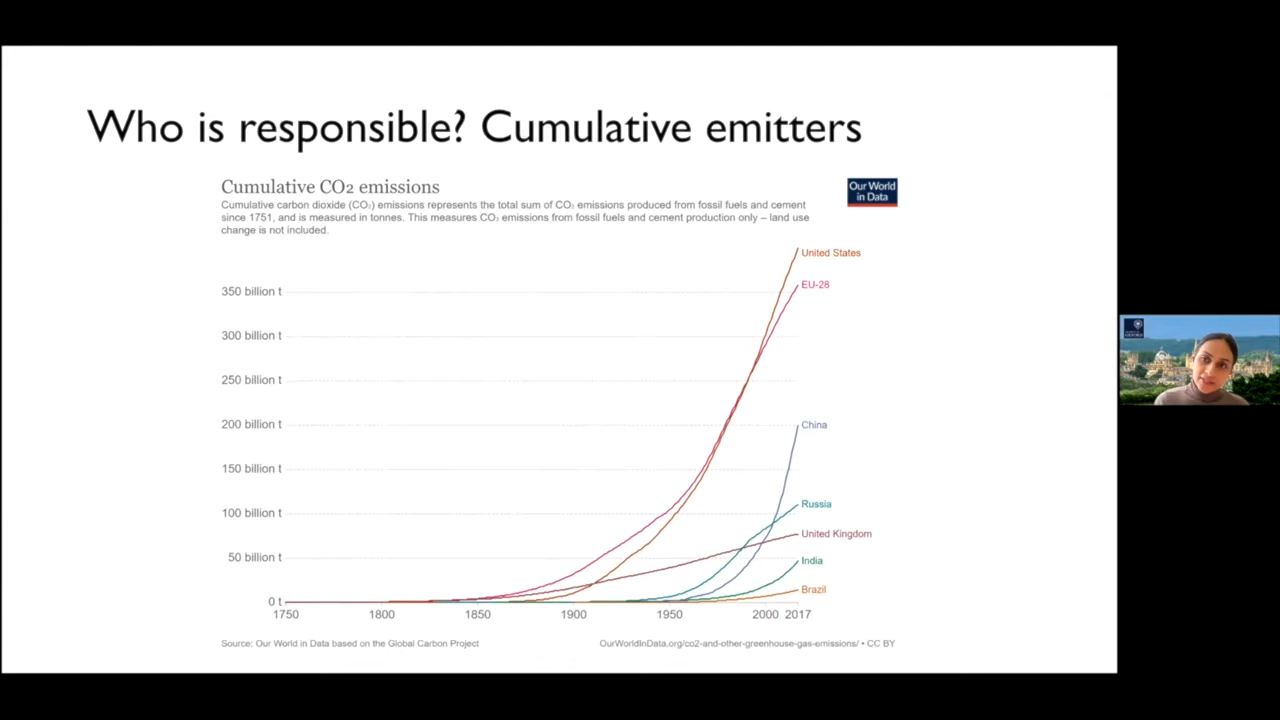 Who is responsible? Cumulative emitters
Cumulative CO2 emissions
Our World
in Data
Cumulative carbon dioxide (CO₂) emissions represents the total sum of CO₂ emissions produced from fossil fuels and cement
since 1751, and is measured in tonnes. This measures CO₂ emissions from fossil fuels and cement production only – land use
change is not included.
United States
EU-28
350 billion t
300 billion t
250 billion t
200 billion t
China
150 billion t
100 billion t
Russia
United Kingdom
50 billion t
India
Brazil
0 t
1750 1800 1850 1900 1950 2000 2017
Source: Our World in Data based on the Global Carbon Project
OurWorldInData.org/co2-and-other-greenhouse-gas-emissions/ • CC BY
OXFORD